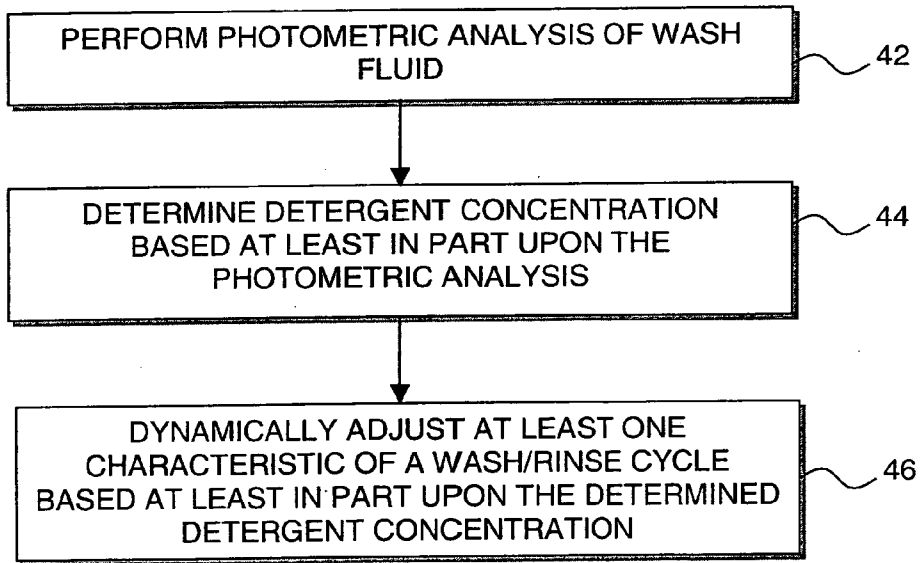 PERFORM PHOTOMETRIC ANALYSIS OF WASH
FLUID
42
DETERMINE DETERGENT CONCENTRATION
BASED AT LEAST IN PART UPON THE
PHOTOMETRIC ANALYSIS
44
DYNAMICALLY ADJUST AT LEAST ONE
CHARACTERISTIC OF A WASH/RINSE CYCLE
BASED AT LEAST IN PART UPON THE DETERMINED
DETERGENT CONCENTRATION
46